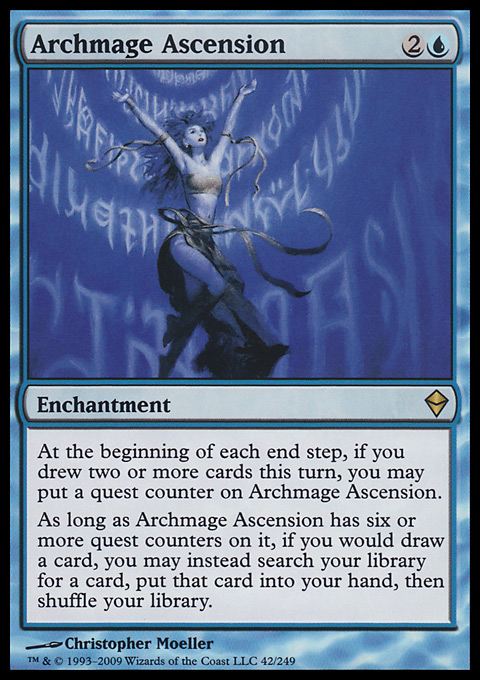 Archmage Ascension 2
Enchantment
At the beginning of each end step, if you
drew two or more cards this turn, you may
put a quest counter on Archmage Ascension.
As long as Archmage Ascension has six or
more quest counters on it, if you would draw
a card, you may instead search your library
for a card, put that card into your hand, then
shuffle your library.
Christopher Moeller
™ & © 1993–2009 Wizards of the Coast LLC 42/249